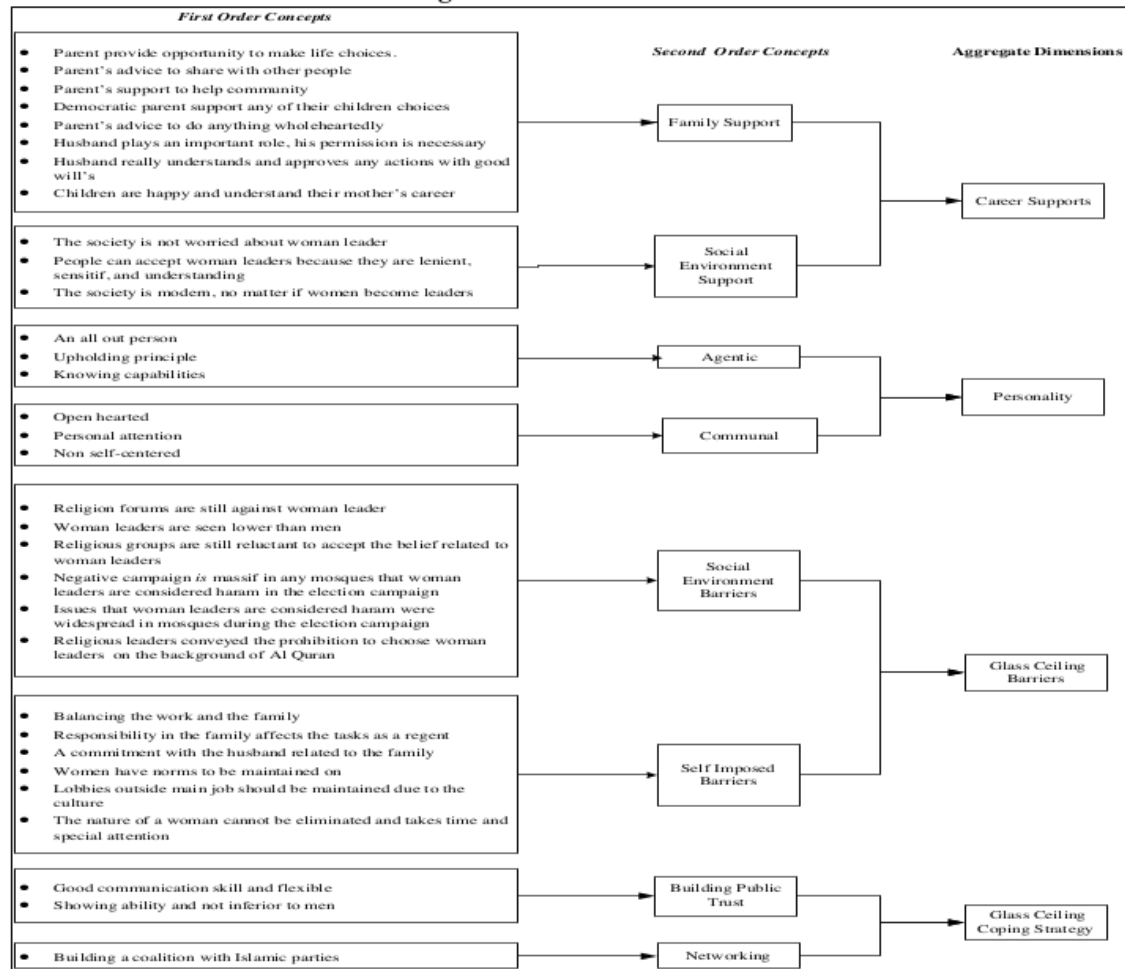 First Order Concepts
Second Order Concepts
Aggregate Dimensions
• Parent provide opportunity to make life choices.
• Parent's advice to share with other people
• Parent's support to help community
• Democratic parent support any of their children choices
• Parent's advice to do anything wholeheartedly
• Husband plays an important role, his permission is necessary
• Husband really understands and approves any actions with good
will's
• Children are happy and understand their mother's career
Family Support
Career Supports
• The society is not worried about woman leader
• People can accept woman leaders because they are lenient,
sensitif, and understanding
• The society is modern, no matter if women become leaders
Social
Environment
Support
• An all out person
• Upholding principle
• Knowing capabilities
Agentic
Personality
• Open hearted
• Personal attention
• Non self-centered
Communal
• Religion forums are still against woman leader
• Woman leaders are seen lower than men
• Religious groups are still reluctant to accept the belief related to
woman leaders
• Negative campaign is massif in any mosques that woman
leaders are considered haram in the election campaign
• Issues that woman leaders are considered haram were
widespread in mosques during the election campaign
• Religious leaders conveyed the prohibition to choose woman
leaders on the background of Al Quran
Social
Environment
Barriers
Glass Ceiling
Barriers
• Balancing the work and the family
• Responsibility in the family affects the tasks as a regent
• A commitment with the husband related to the family
• Women have norms to be maintained on
• Lobbies outside main job should be maintained due to the
culture
• The nature of a woman cannot be eliminated and takes time and
special attention
Self Imposed
Barriers
• Good communication skill and flexible
• Showing ability and not inferior to men
Building Public
Trust
Glass Ceiling
Coping Strategy
• Building a coalition with Islamic parties
Networking